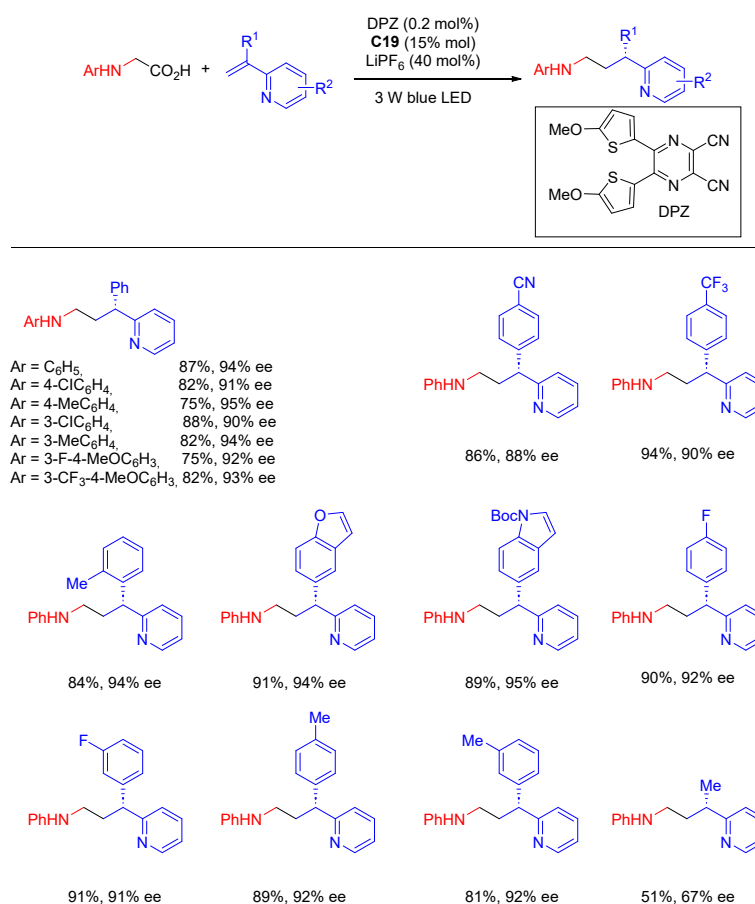 R1
ArHN CO2H + N R2
DPZ (0.2 mol%)
C19 (15% mol)
LiPF6 (40 mol%)
3 W blue LED
R1
ArHN N R2
MeO S N CN
MeO S N CN
DPZ
Ph
ArHN N
Ar = C6H5, 87%, 94% ee
Ar = 4-ClC6H4, 82%, 91% ee
Ar = 4-MeC6H4, 75%, 95% ee
Ar = 3-ClC6H4, 88%, 90% ee
Ar = 3-MeC6H4, 82%, 94% ee
Ar = 3-F-4-MeOC6H3, 75%, 92% ee
Ar = 3-CF3-4-MeOC6H3, 82%, 93% ee
CN
PhHN N
86%, 88% ee
CF3
PhHN N
94%, 90% ee
Me
PhHN N
84%, 94% ee
O
PhHN N
91%, 94% ee
BocN
PhHN N
89%, 95% ee
F
PhHN N
90%, 92% ee
F
PhHN N
91%, 91% ee
Me
PhHN N
89%, 92% ee
Me
PhHN N
81%, 92% ee
Me
PhHN N
51%, 67% ee